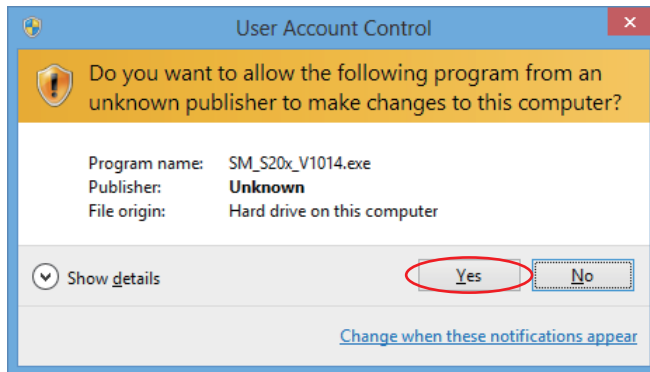 User Account Control
Do you want to allow the following program from an
unknown publisher to make changes to this computer?
Program name: SM_S20x_V1014.exe
Publisher: Unknown
File origin: Hard drive on this computer
Show details Yes No
Change when these notifications appear